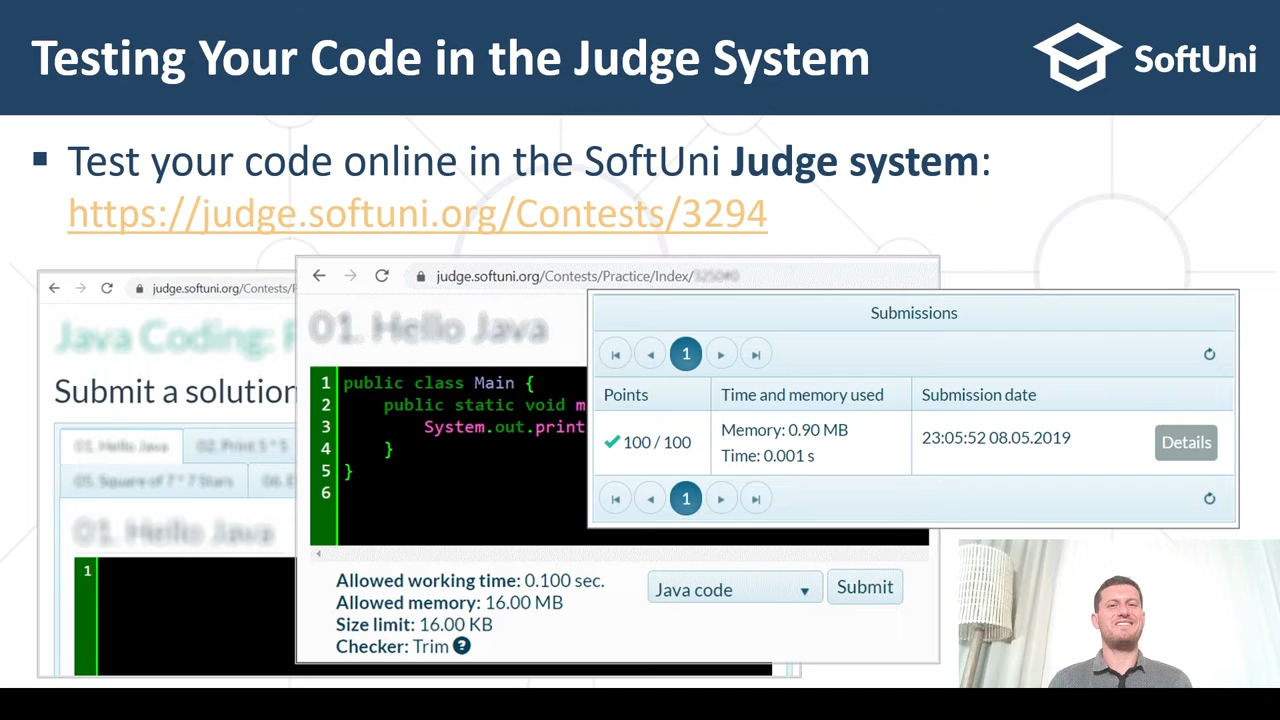 Testing Your Code in the Judge System
SoftUni
▪ Test your code online in the SoftUni Judge system:
https://judge.softuni.org/Contests/3294
judge.softuni.org/Contests/P
Submit a solution
1
judge.softuni.org/Contests/Practice/Index/
01. Hello Java
1 public class Main {
2 public static void m
3 System.out.print
4 }
5 }
6
Allowed working time: 0.100 sec.
Allowed memory: 16.00 MB
Size limit: 16.00 KB
Checker: Trim ?
Java code
Submit
Submissions
1
Points
Time and memory used
Submission date
100 / 100
Memory: 0.90 MB
Time: 0.001 s
23:05:52 08.05.2019
Details
1